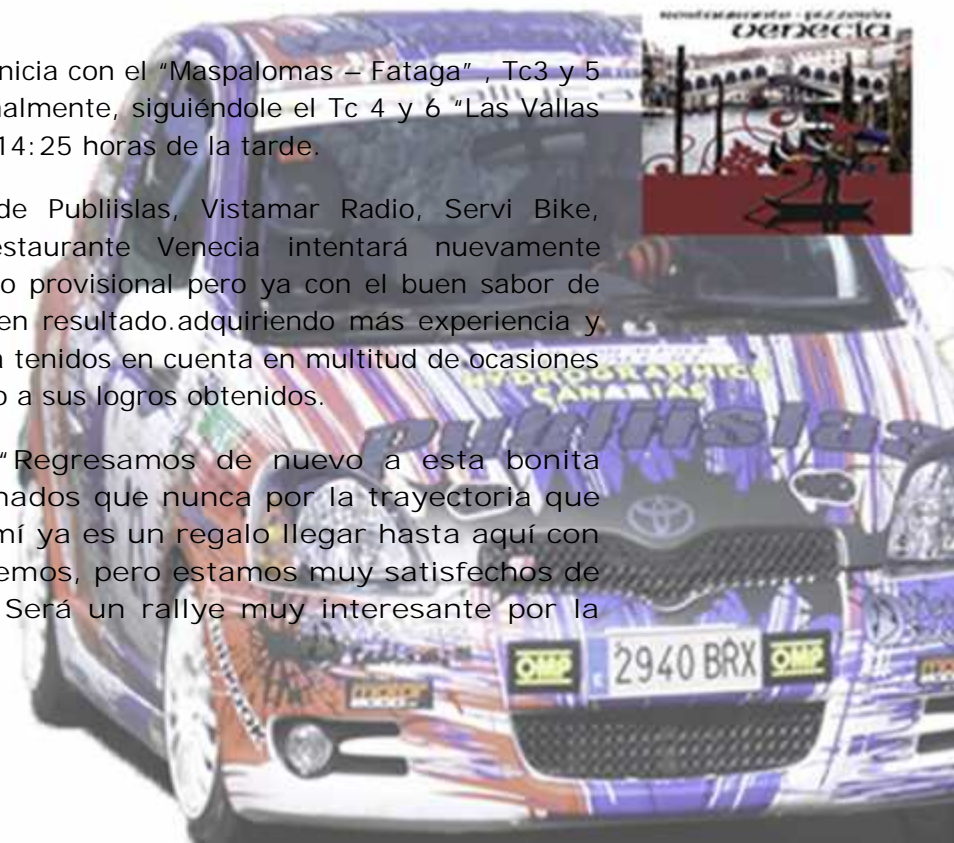 restaurante - pizzería
venecia
nicia con el “Maspalomas – Fataga” , Tc3 y 5
nalmente, siguiéndole el Tc 4 y 6 “Las Vallas
14:25 horas de la tarde.
de Publiislas, Vistamar Radio, Servi Bike,
estaurante Venecia intentará nuevamente
o provisional pero ya con el buen sabor de
en resultado.adquiriendo más experiencia y
n tenidos en cuenta en multitud de ocasiones
o a sus logros obtenidos.
HYDROGRAPHICS
CANARIAS
Publiislas
“Regresamos de nuevo a esta bonita
nados que nunca por la trayectoria que
mí ya es un regalo llegar hasta aquí con
emos, pero estamos muy satisfechos de
Será un rallye muy interesante por la
OMP 2940 BRX OMP